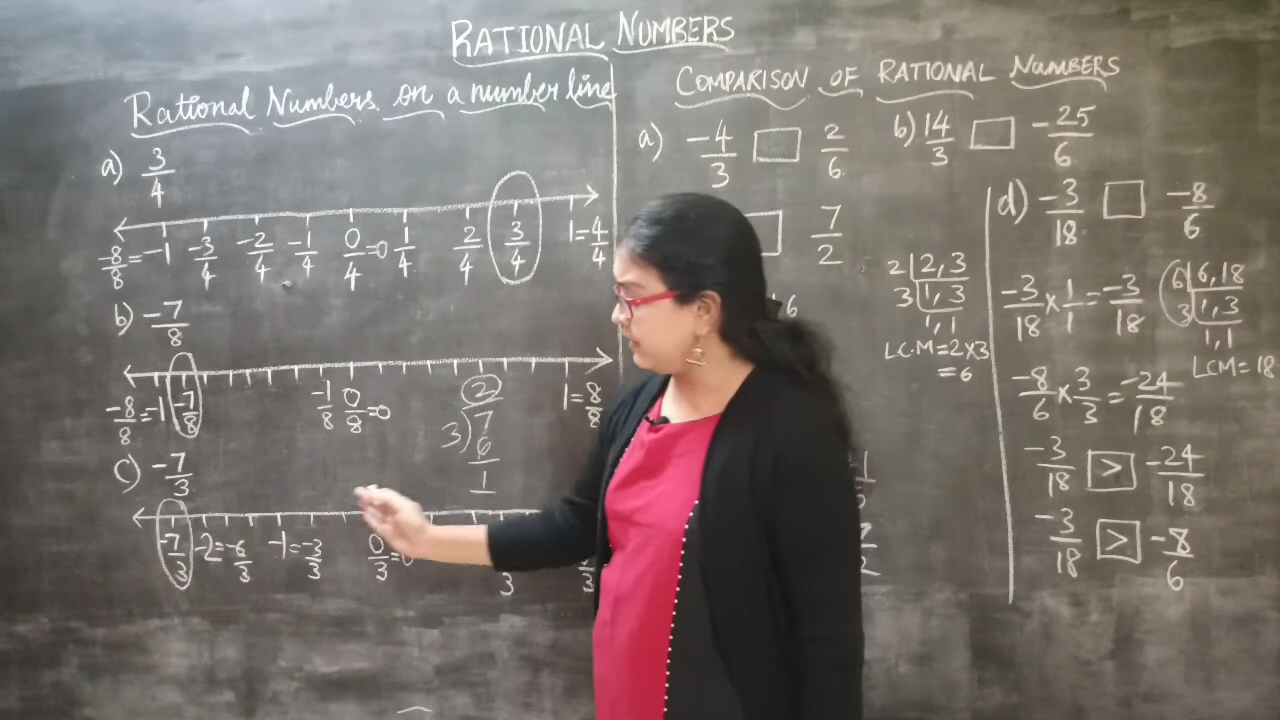 RATIONAL NUMBERS
Rational Numbers on a number line
a) 3/4
-8/8=-1 -3/4 -2/4 -1/4 0/4=0 1/4 2/4 3/4 1=4/4
b) -7/8
-8/8=-1 -7/8 -1/8 0/8=0 1=8/8
2
3)7
6
1
c) -7/3
-7/3 -2=-6/3 -1=-3/3 0/3=0
3
COMPARISON OF RATIONAL NUMBERS
a) -4/3 □ 2/6
b) 14/3 □ -25/6
7/2
6
2|2,3
3|1,3
1,1
L.C.M=2×3
=6
d) -3/18 □ -8/6
-3/18×1/1=-3/18
6|6,18
3|1,3
1,1
LCM=18
-8/6×3/3=-24/18
-3/18 > -24/18
-3/18 > -8/6